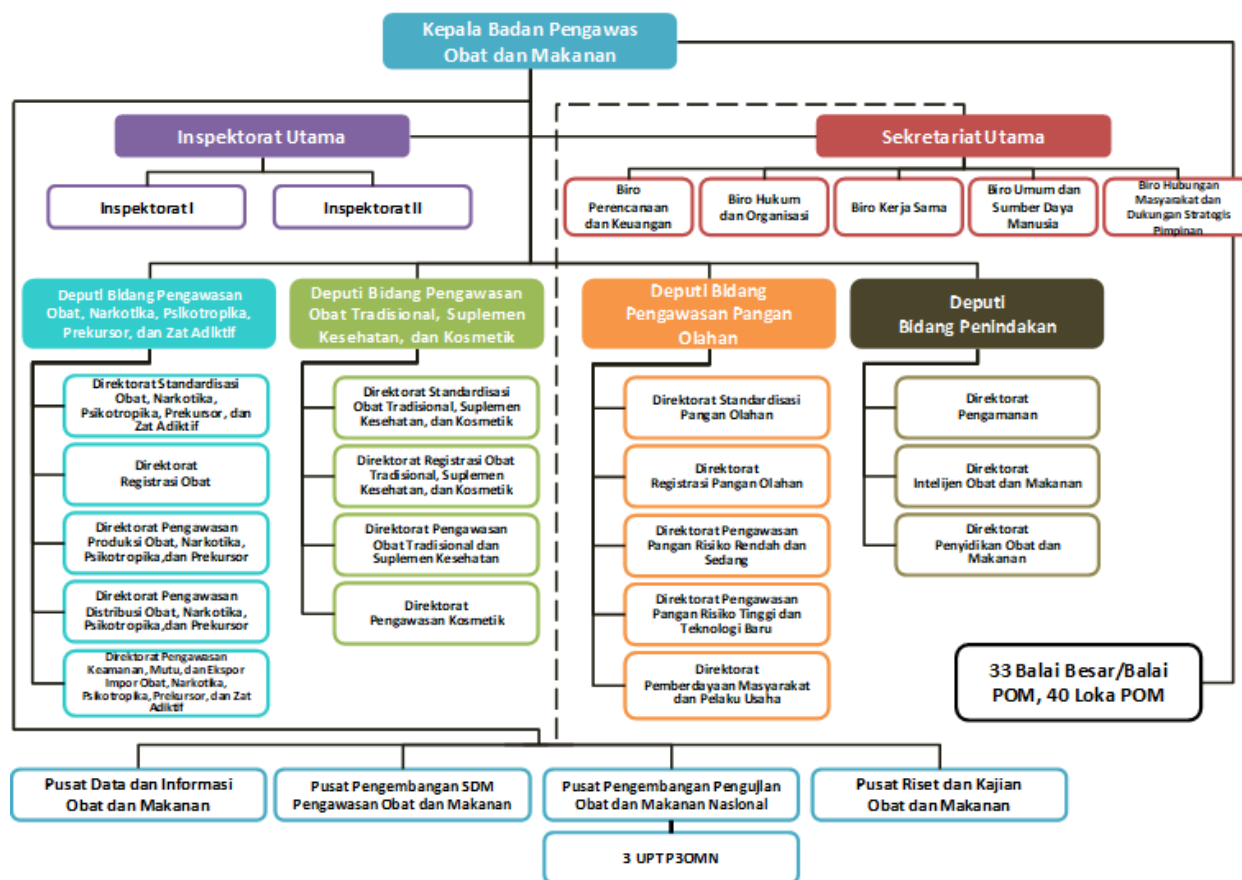 Kepala Badan Pengawas
Obat dan Makanan
Inspektorat Utama
Sekretariat Utama
Inspektorat I
Inspektorat II
Biro
Perencanaan
dan Keuangan
Biro Hukum
dan Organisasi
Biro Kerja Sama
Biro Umum dan
Sumber Daya
Manusia
Biro Hubungan
Masyarakat dan
Dukungan Strategis
Pimpinan
Deputi Bidang Pengawasan
Obat, Narkotika, Psikotropika,
Prekursor, dan Zat Adiktif
Deputi Bidang Pengawasan
Obat Tradisional, Suplemen
Kesehatan, dan Kosmetik
Deputi Bidang
Pengawasan Pangan
Olahan
Deputi
Bidang Penindakan
Direktorat Standardisasi
Obat, Narkotika,
Psikotropika, Prekursor, dan
Zat Adiktif
Direktorat
Registrasi Obat
Direktorat Pengawasan
Produksi Obat, Narkotika,
Psikotropika,dan Prekursor
Direktorat Pengawasan
Distribusi Obat, Narkotika,
Psikotropika,dan Prekursor
Direktorat Pengawasan
Keamanan, Mutu, dan Ekspor
Impor Obat, Narkotika,
Psikotropika, Prekursor, dan Zat
Adiktif
Direktorat Standardisasi
Obat Tradisional, Suplemen
Kesehatan, dan Kosmetik
Direktorat Registrasi Obat
Tradisional, Suplemen
Kesehatan, dan Kosmetik
Direktorat Pengawasan
Obat Tradisional dan
Suplemen Kesehatan
Direktorat
Pengawasan Kosmetik
Direktorat Standardisasi
Pangan Olahan
Direktorat
Registrasi Pangan Olahan
Direktorat Pengawasan
Pangan Risiko Rendah dan
Sedang
Direktorat Pengawasan
Pangan Risiko Tinggi dan
Teknologi Baru
Direktorat
Pemberdayaan Masyarakat
dan Pelaku Usaha
Direktorat
Pengamanan
Direktorat
Intelijen Obat dan Makanan
Direktorat
Penyidikan Obat dan
Makanan
33 Balai Besar/Balai
POM, 40 Loka POM
Pusat Data dan Informasi
Obat dan Makanan
Pusat Pengembangan SDM
Pengawasan Obat dan Makanan
Pusat Pengembangan Pengujian
Obat dan Makanan Nasional
Pusat Riset dan Kajian
Obat dan Makanan
3 UPT P3OMN